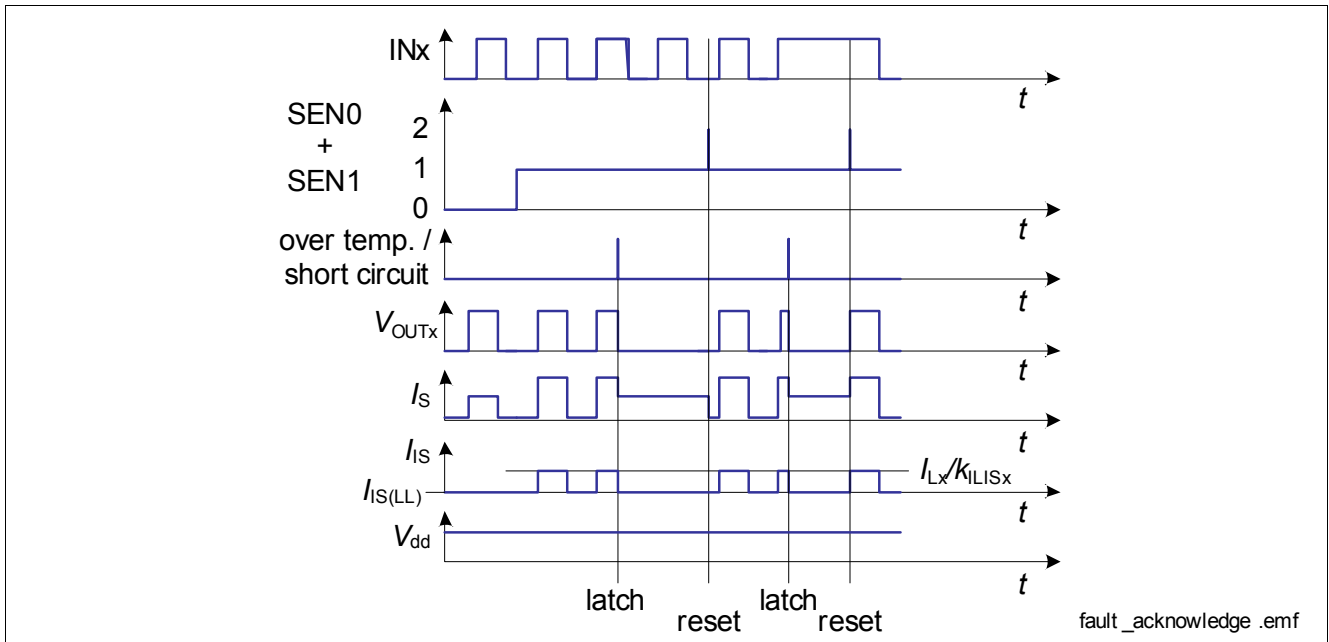 INx
t
SEN0
+
SEN1
2
1
0
t
over temp. /
short circuit
t
VOUTx
t
IS
t
IIS
IIS(LL)
ILx/kILISx
t
Vdd
t
latch
reset
latch
reset
fault _acknowledge .emf